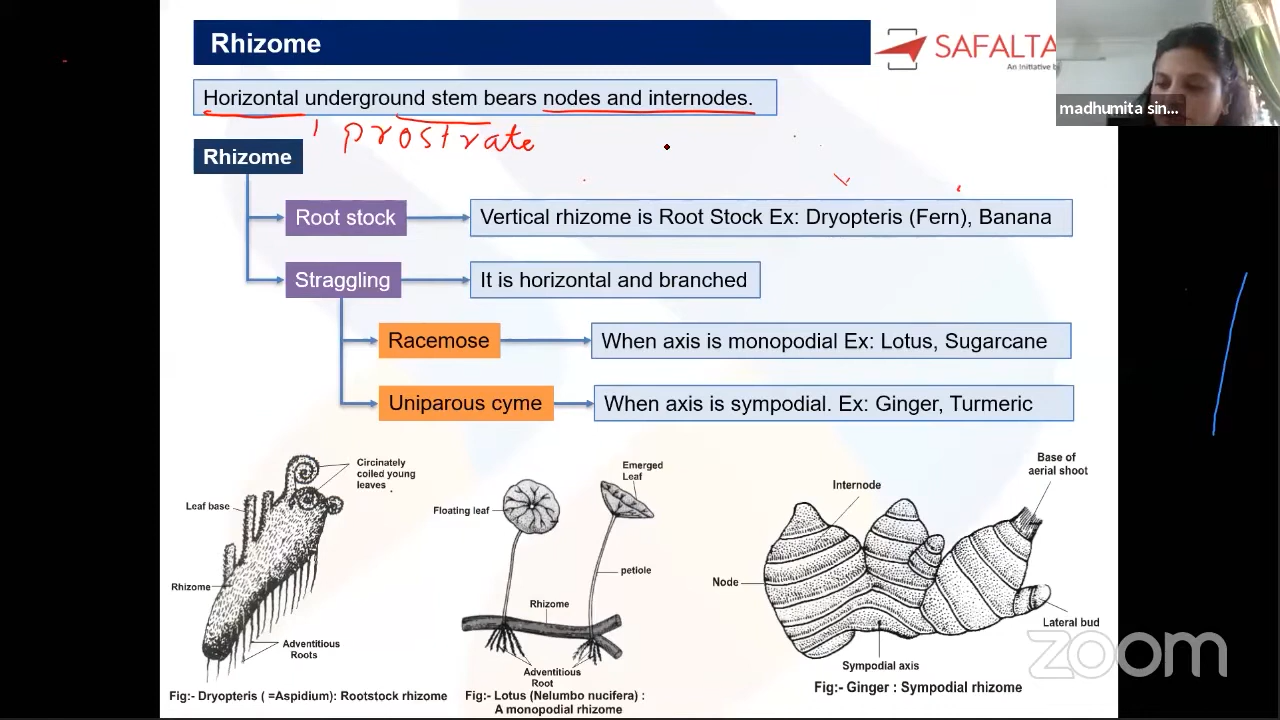 Rhizome
SAFALTA
An Initiative b
madhumita sin...
Horizontal underground stem bears nodes and internodes.
prostrate
Rhizome
Root stock
Vertical rhizome is Root Stock Ex: Dryopteris (Fern), Banana
Straggling
It is horizontal and branched
Racemose
When axis is monopodial Ex: Lotus, Sugarcane
Uniparous cyme
When axis is sympodial. Ex: Ginger, Turmeric
Circinately
coiled young
leaves
Leaf base
Rhizome
Adventitious
Roots
Fig:- Dryopteris ( =Aspidium): Rootstock rhizome
Emerged
Leaf
Floating leaf
petiole
Rhizome
Adventitious
Root
Fig:- Lotus (Nelumbo nucifera) :
A monopodial rhizome
Base of
aerial shoot
Internode
Node
Lateral bud
Sympodial axis
Fig:- Ginger : Sympodial rhizome
zoom